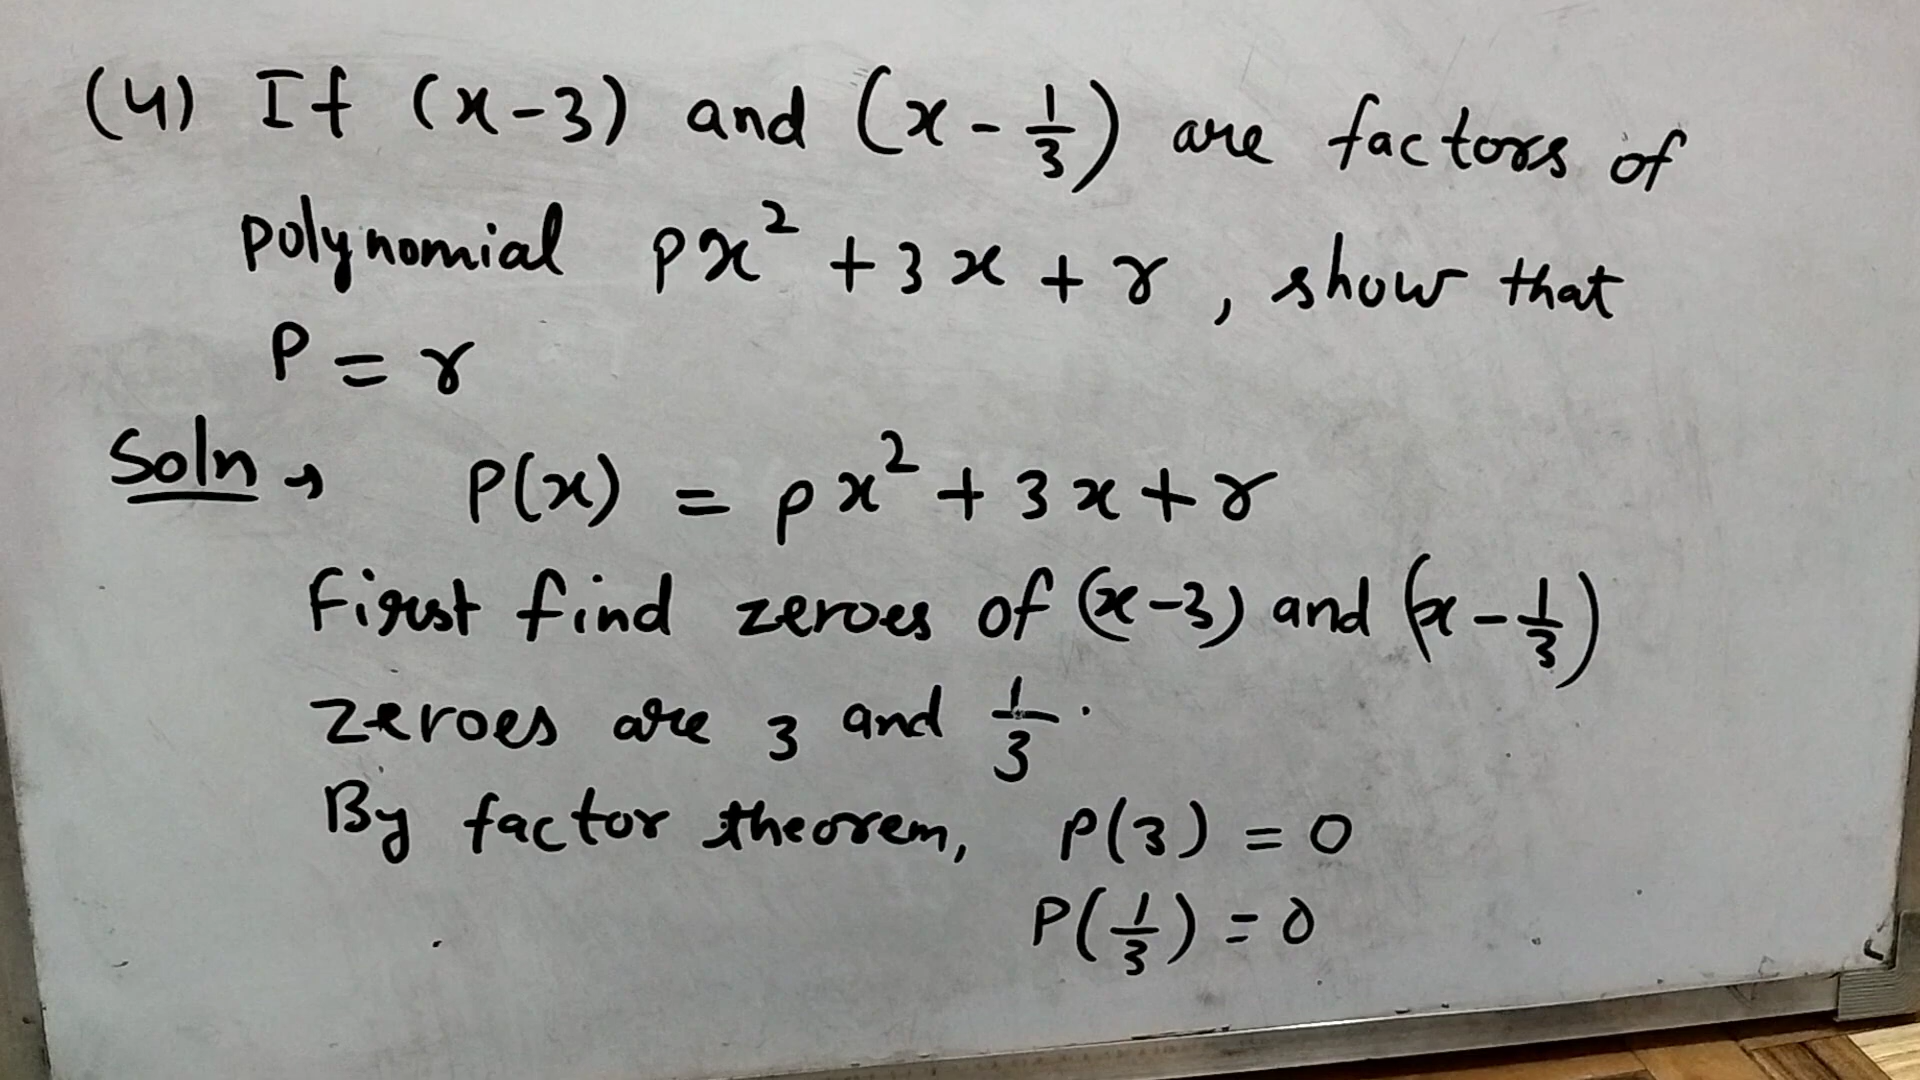 (4) If (x-3) and (x - 1/3) are factors of
polynomial px² + 3x + r, show that
P = r
Soln → P(x) = px² + 3x + r
First find zeroes of (x-3) and (x - 1/3)
zeroes are 3 and 1/3.
By factor theorem, P(3) = 0
P(1/3) = 0